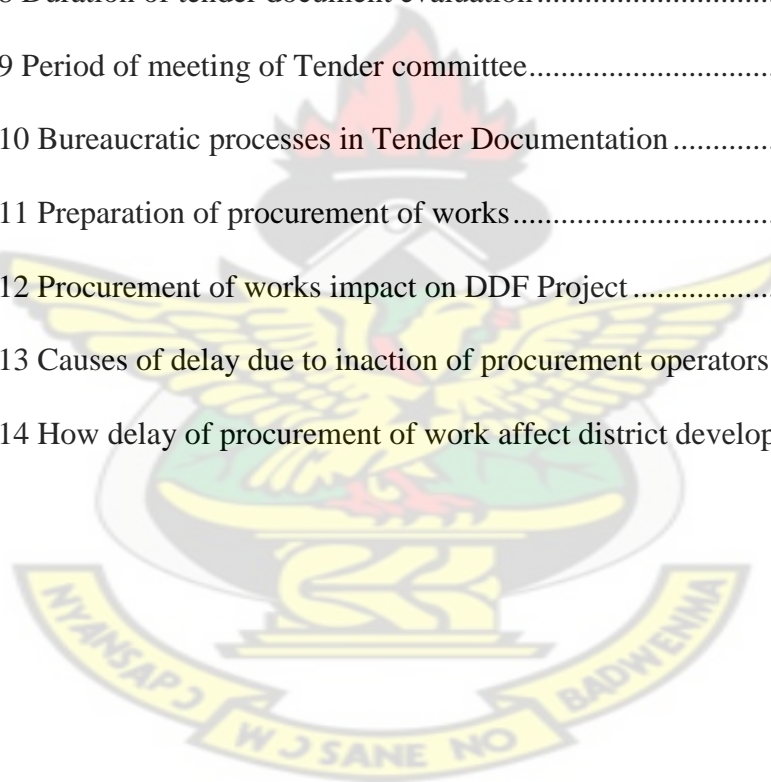 8 Duration of tender document evaluation....................
9 Period of meeting of Tender committee.............................
10 Bureaucratic processes in Tender Documentation............
11 Preparation of procurement of works...............................
12 Procurement of works impact on DDF Project.................
13 Causes of delay due to inaction of procurement operators
14 How delay of procurement of work affect district develop
NYANSAPƆ WƆSANE NO BADWENMA